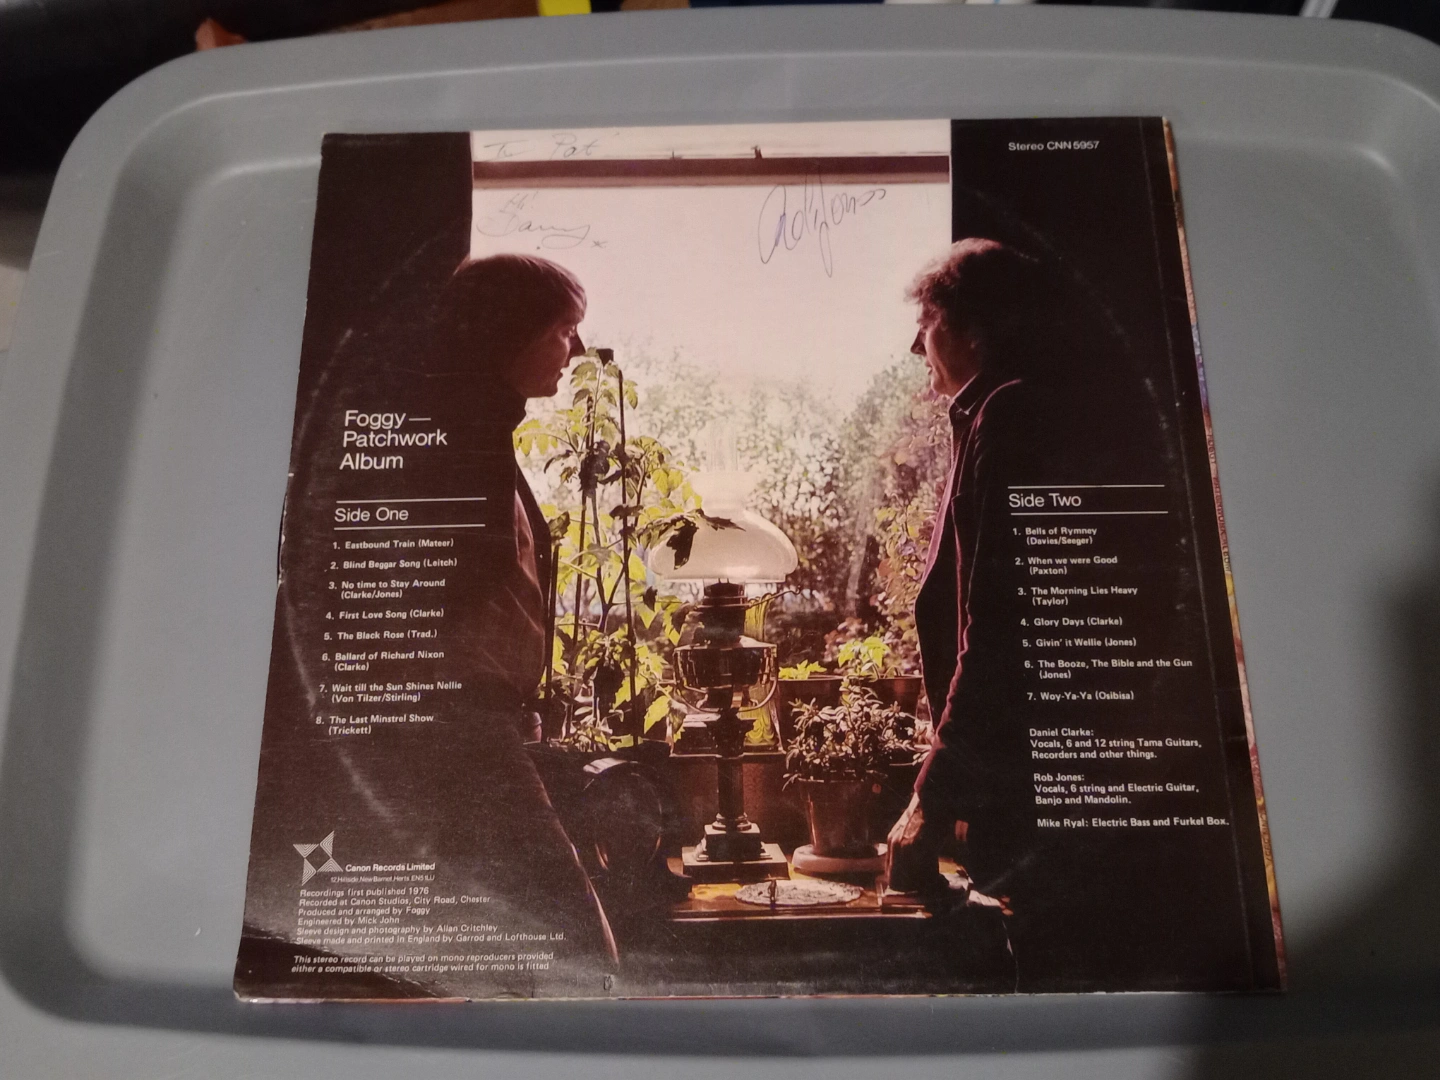 To Pat
Hi!
Danny x
Rob Jones
Stereo CNN 5957
Foggy—
Patchwork
Album
Side One
1. Eastbound Train (Mateer)
2. Blind Beggar Song (Leitch)
3. No time to Stay Around
(Clarke/Jones)
4. First Love Song (Clarke)
5. The Black Rose (Trad.)
6. Ballard of Richard Nixon
(Clarke)
7. Wait till the Sun Shines Nellie
(Von Tilzer/Stirling)
8. The Last Minstrel Show
(Trickett)
Side Two
1. Bells of Rymney
(Davies/Seeger)
2. When we were Good
(Paxton)
3. The Morning Lies Heavy
(Taylor)
4. Glory Days (Clarke)
5. Givin' it Wellie (Jones)
6. The Booze, The Bible and the Gun
(Jones)
7. Woy-Ya-Ya (Osibisa)
Daniel Clarke:
Vocals, 6 and 12 string Tama Guitars,
Recorders and other things.
Rob Jones:
Vocals, 6 string and Electric Guitar,
Banjo and Mandolin.
Mike Ryal: Electric Bass and Furkel Box.
Canon Records Limited
12, Hillside, New Barnet, Herts EN5 1LU
Recordings first published 1976
Recorded at Canon Studios, City Road, Chester
Produced and arranged by Foggy
Engineered by Mick John
Sleeve design and photography by Allan Critchley
Sleeve made and printed in England by Garrod and Lofthouse Ltd.
This stereo record can be played on mono reproducers provided
either a compatible or stereo cartridge wired for mono is fitted